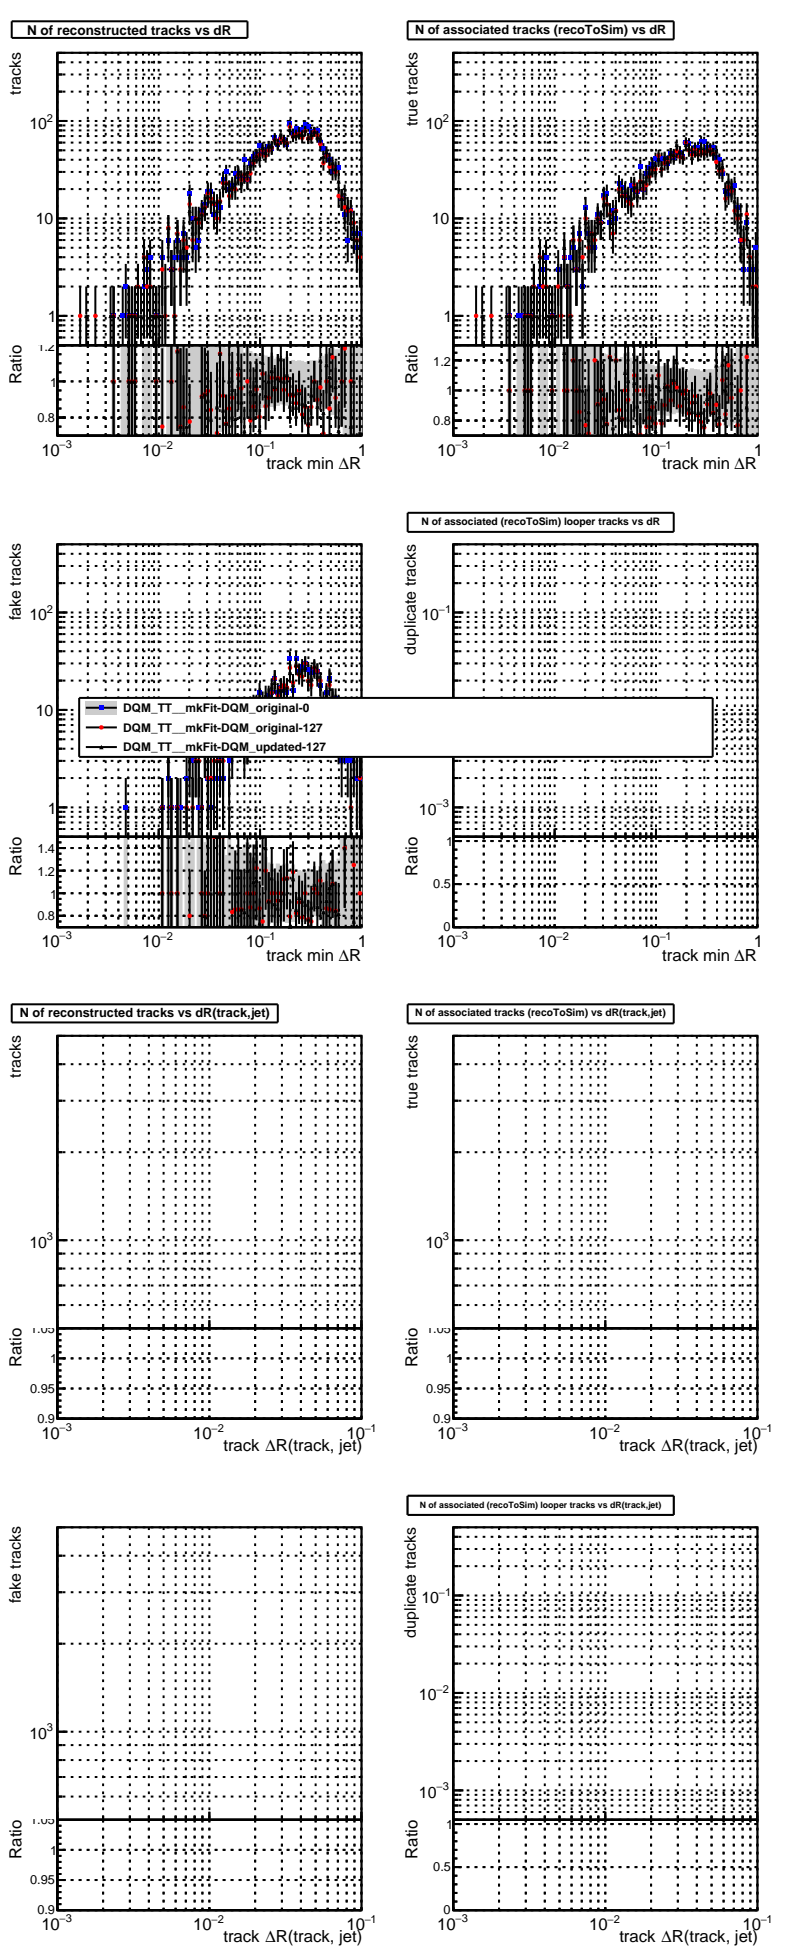 N of reconstructed tracks vs dR
N of associated tracks (recoToSim) vs dR
tracks
10²
10
1
Ratio
1.2
1
0.8
10⁻³
10⁻²
10⁻¹
1
track min ΔR
true tracks
10²
10
1
Ratio
1.2
1
0.8
10⁻³
10⁻²
10⁻¹
1
track min ΔR
N of associated (recoToSim) looper tracks vs dR
fake tracks
10²
10
1
Ratio
1.4
1.2
1
0.8
10⁻³
10⁻²
10⁻¹
1
track min ΔR
duplicate tracks
10⁻¹
10⁻³
Ratio
1
0.5
0
10⁻³
10⁻²
10⁻¹
1
track min ΔR
DQM_TT__mkFit-DQM_original-0
DQM_TT__mkFit-DQM_original-127
DQM_TT__mkFit-DQM_updated-127
N of reconstructed tracks vs dR(track,jet)
N of associated tracks (recoToSim) vs dR(track,jet)
tracks
10³
Ratio
1.05
1
0.95
0.9
10⁻³
10⁻²
10⁻¹
track ΔR(track, jet)
true tracks
10³
Ratio
1.05
1
0.95
0.9
10⁻³
10⁻²
10⁻¹
track ΔR(track, jet)
N of associated (recoToSim) looper tracks vs dR(track,jet)
fake tracks
10³
Ratio
1.05
1
0.95
0.9
10⁻³
10⁻²
10⁻¹
track ΔR(track, jet)
duplicate tracks
10⁻¹
10⁻²
10⁻³
Ratio
1
0.5
0
10⁻³
10⁻²
10⁻¹
track ΔR(track, jet)